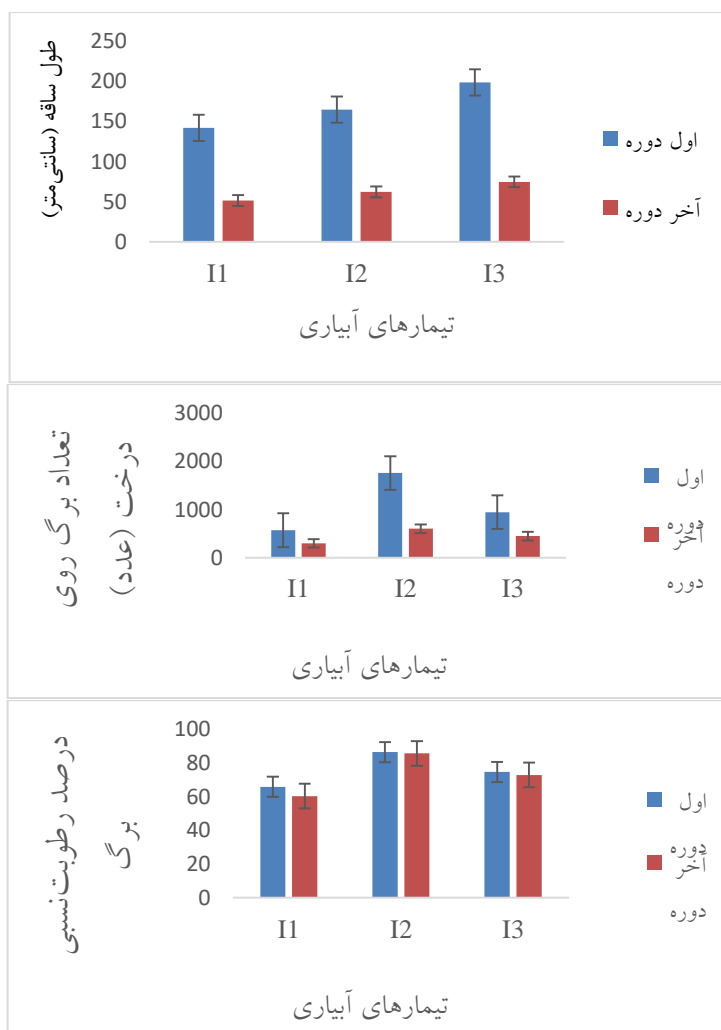 250
200
150
100
50
0
طول ساقه (سانتی‌متر)
اول دوره
آخر دوره
I1 I2 I3
تیمارهای آبیاری
3000
2000
1000
0
تعداد برگ روی
درخت (عدد)
اول
دوره
آخر
دوره
I1 I2 I3
تیمارهای آبیاری
100
80
60
40
20
0
درصد رطوبت‌نسبی
برگ
اول
دوره
آخر
دوره
I1 I2 I3
تیمارهای آبیاری